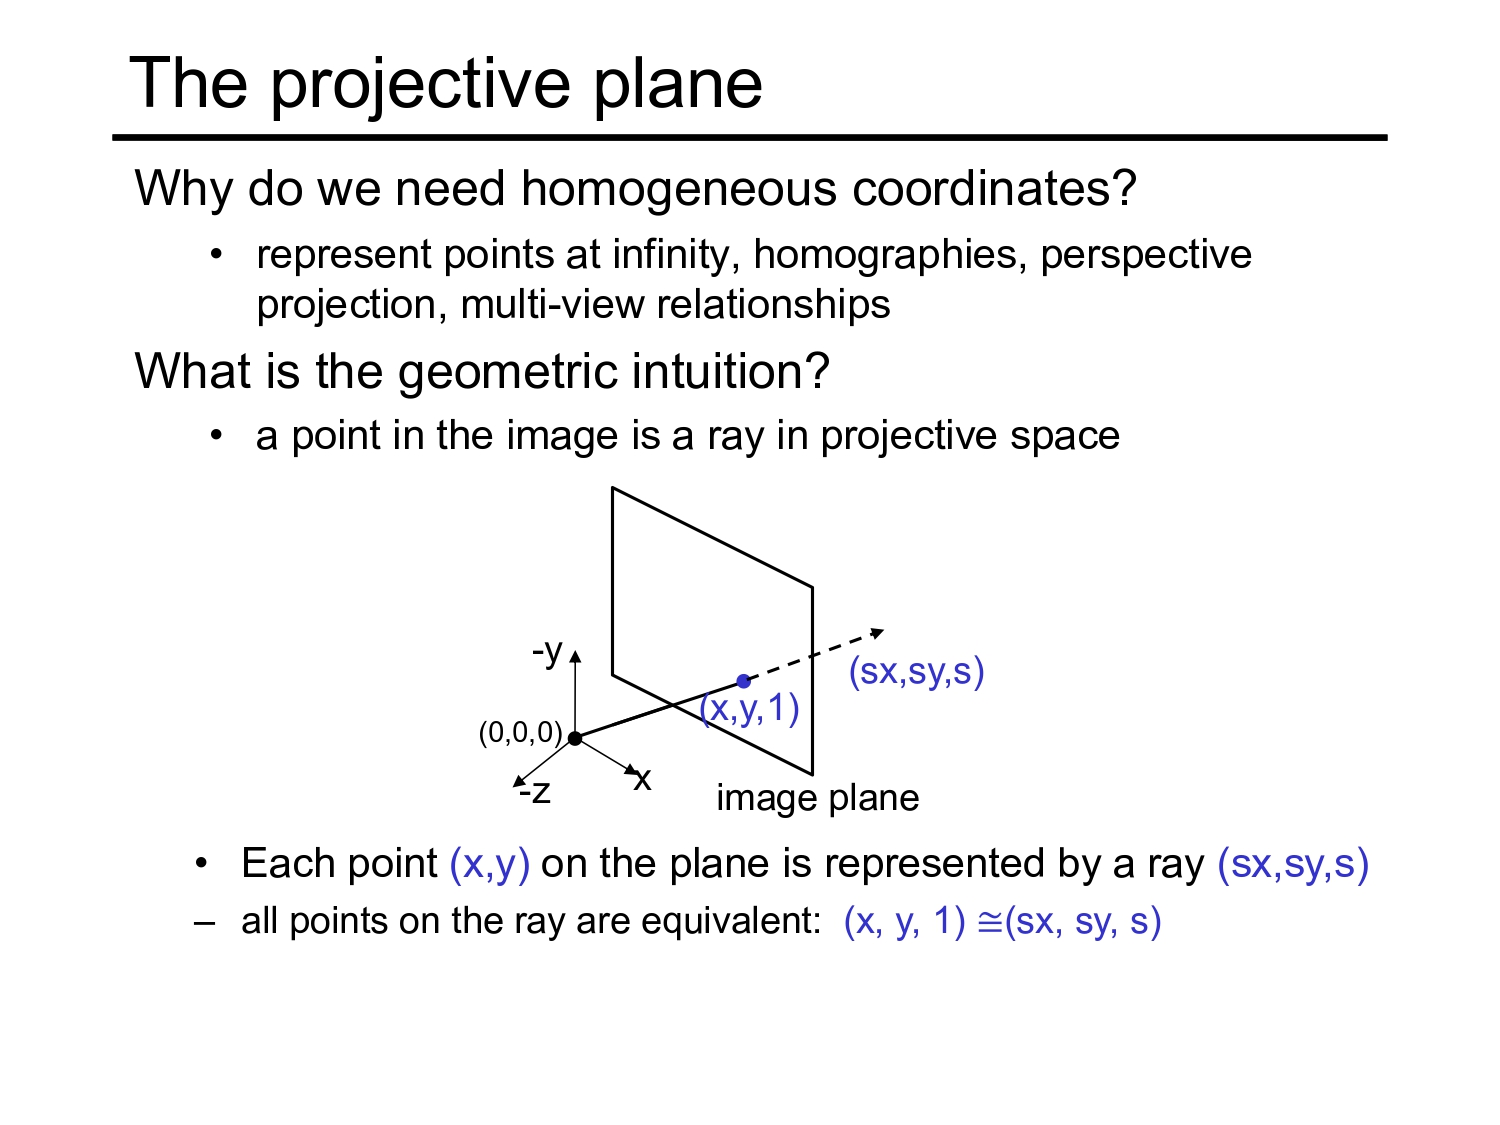 The projective plane
Why do we need homogeneous coordinates?
• represent points at infinity, homographies, perspective
projection, multi-view relationships
What is the geometric intuition?
• a point in the image is a ray in projective space
-y
(sx,sy,s)
(x,y,1)
(0,0,0)
-z
x
image plane
• Each point (x,y) on the plane is represented by a ray (sx,sy,s)
– all points on the ray are equivalent: (x, y, 1) ≅(sx, sy, s)